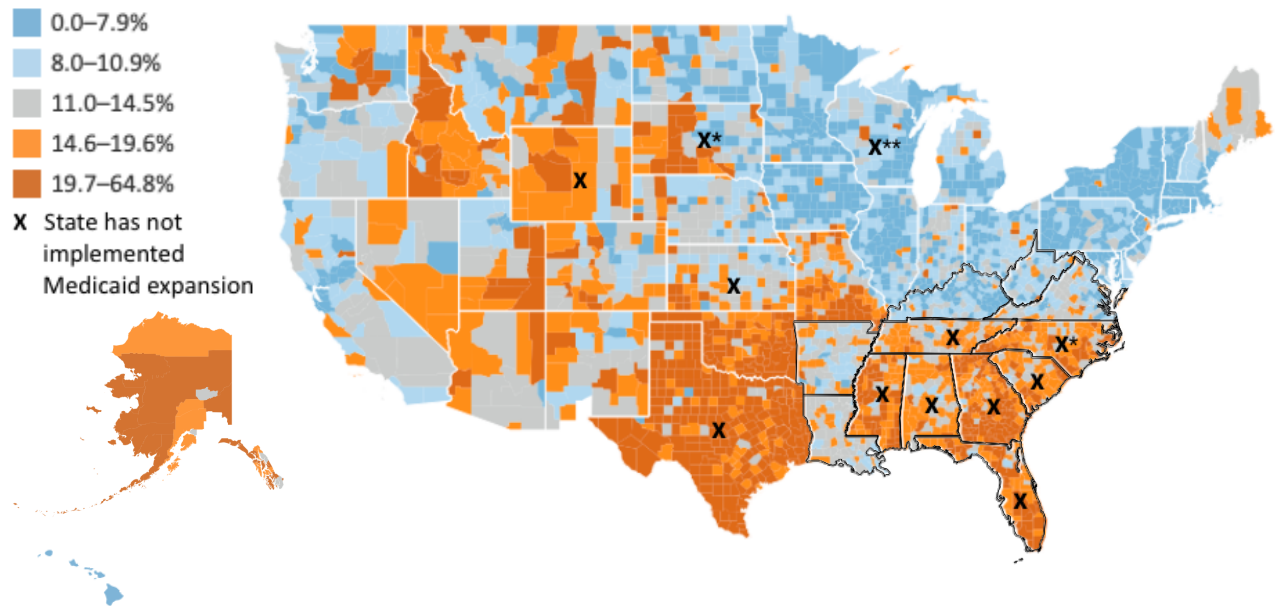 0.0–7.9%
8.0–10.9%
11.0–14.5%
14.6–19.6%
19.7–64.8%
X State has not
implemented
Medicaid expansion
X*
X**
X
X
X
X*
X
X
X
X
X
X